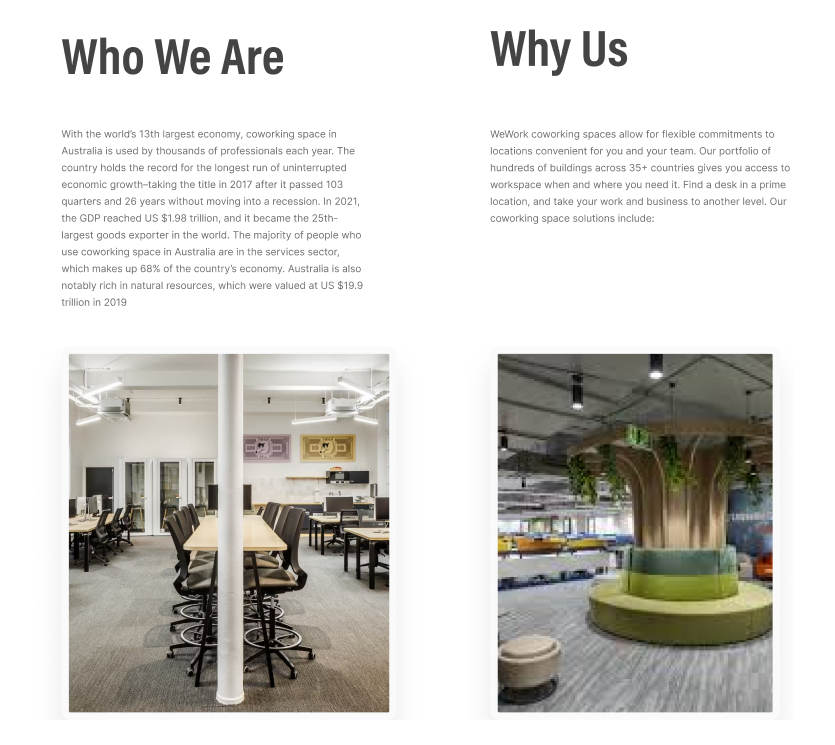 Who We Are
With the world's 13th largest economy, coworking space in
Australia is used by thousands of professionals each year. The
country holds the record for the longest run of uninterrupted
economic growth–taking the title in 2017 after it passed 103
quarters and 26 years without moving into a recession. In 2021,
the GDP reached US $1.98 trillion, and it became the 25th-
largest goods exporter in the world. The majority of people who
use coworking space in Australia are in the services sector,
which makes up 68% of the country's economy. Australia is also
notably rich in natural resources, which were valued at US $19.9
trillion in 2019
Why Us
WeWork coworking spaces allow for flexible commitments to
locations convenient for you and your team. Our portfolio of
hundreds of buildings across 35+ countries gives you access to
workspace when and where you need it. Find a desk in a prime
location, and take your work and business to another level. Our
coworking space solutions include: